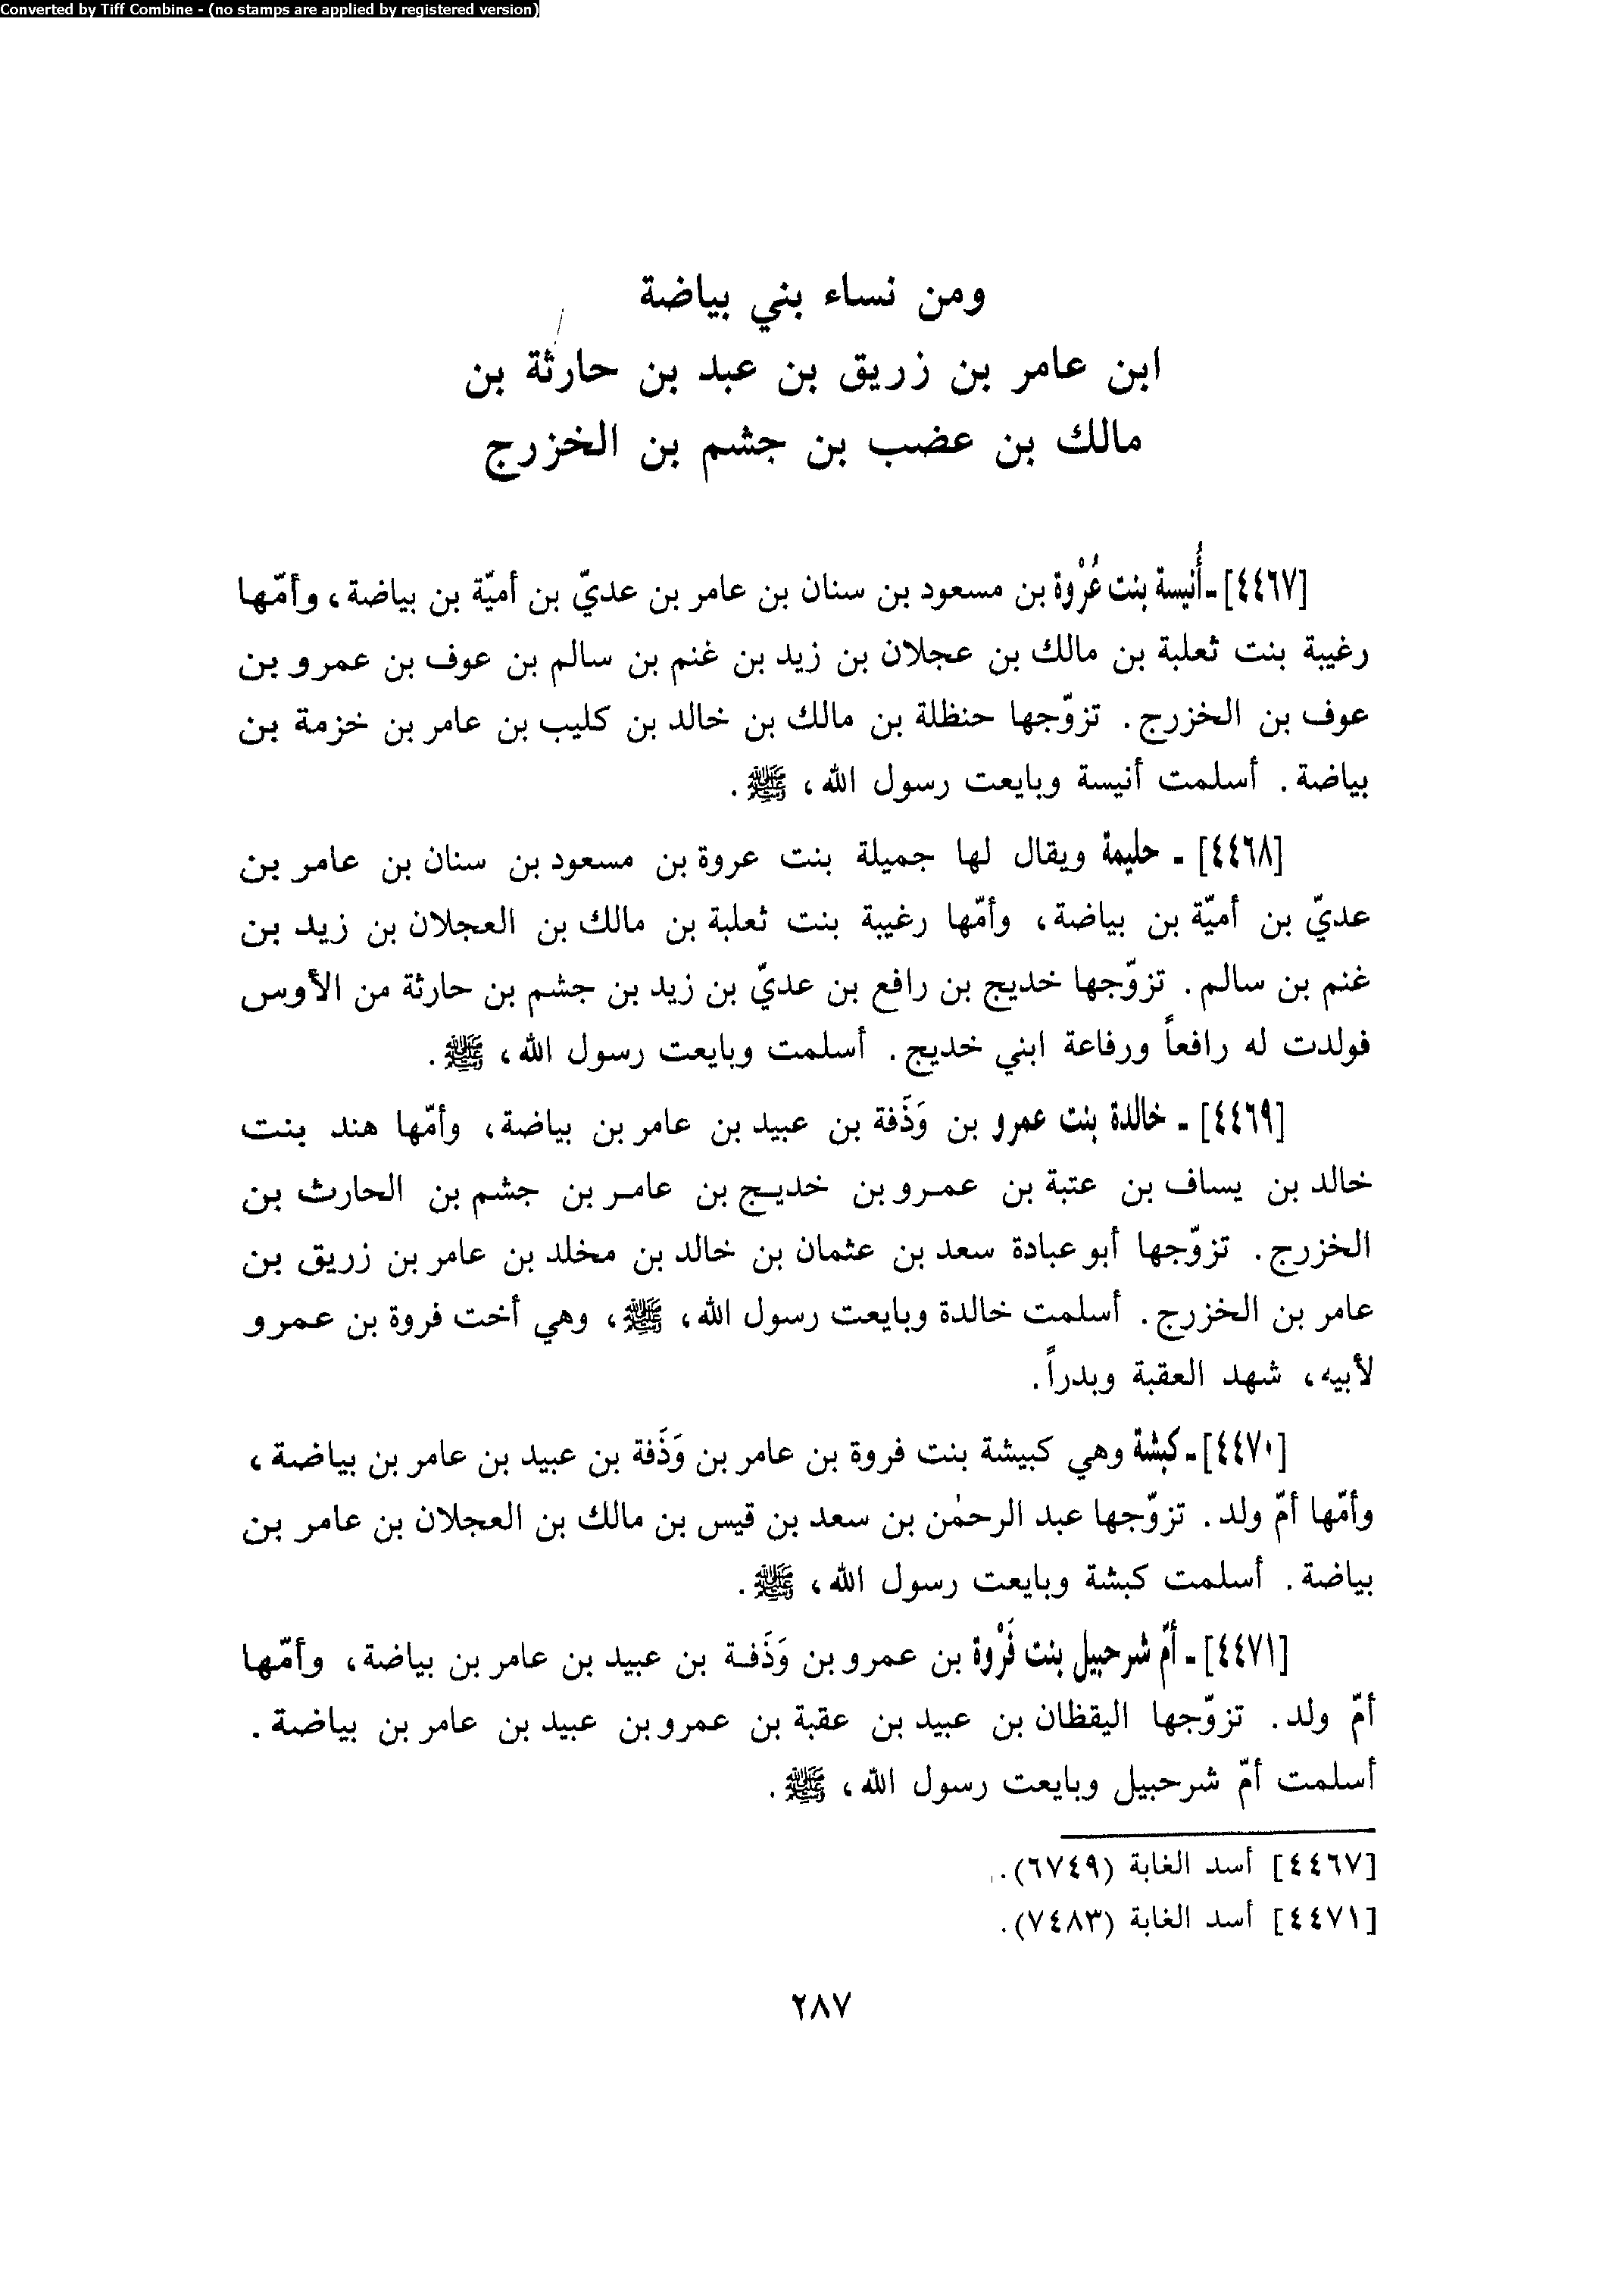 Converted by Tiff Combine - (no stamps are applied by registered version)
ومن نساء بني بياضة
ابن عامر بن زريق بن عبد بن حارثة بن
مالك بن عضب بن جشم بن الخزرج
[٤٤٦٧] ـ أُنيسة بنت عُرْوة بن مسعود بن سنان بن عامر بن عديّ بن أميّة بن بياضة، وأمّها
رغيبة بنت ثعلبة بن مالك بن عجلان بن زيد بن غنم بن سالم بن عوف بن عمرو بن
عوف بن الخزرج. تزوّجها حنظلة بن مالك بن خالد بن كليب بن عامر بن خزمة بن
بياضة. أسلمت أنيسة وبايعت رسول الله، ﷺ.
[٤٤٦٨] ـ حليمة ويقال لها جميلة بنت عروة بن مسعود بن سنان بن عامر بن
عديّ بن أميّة بن بياضة، وأمّها رغيبة بنت ثعلبة بن مالك بن العجلان بن زيد بن
غنم بن سالم. تزوّجها خديج بن رافع بن عديّ بن زيد بن جشم بن حارثة من الأوس
فولدت له رافعاً ورفاعة ابني خديج. أسلمت وبايعت رسول الله، ﷺ.
[٤٤٦٩] ـ خالدة بنت عمرو بن وَذَفة بن عبيد بن عامر بن بياضة، وأمّها هند بنت
خالد بن يساف بن عتبة بن عمرو بن خديج بن عامر بن جشم بن الحارث بن
الخزرج. تزوّجها أبو عبادة سعد بن عثمان بن خالد بن مخلد بن عامر بن زريق بن
عامر بن الخزرج. أسلمت خالدة وبايعت رسول الله، ﷺ، وهي أخت فروة بن عمرو
لأبيه، شهد العقبة وبدراً.
[٤٤٧٠] ـ كبشة وهي كبيشة بنت فروة بن عامر بن وَذَفة بن عبيد بن عامر بن بياضة،
وأمّها أمّ ولد. تزوّجها عبد الرحمٰن بن سعد بن قيس بن مالك بن العجلان بن عامر بن
بياضة. أسلمت كبشة وبايعت رسول الله، ﷺ.
[٤٤٧١] ـ أمّ شرحبيل بنت فَرْوة بن عمرو بن وَذَفة بن عبيد بن عامر بن بياضة، وأمّها
أمّ ولد. تزوّجها اليقظان بن عبيد بن عقبة بن عمرو بن عبيد بن عامر بن بياضة.
أسلمت أمّ شرحبيل وبايعت رسول الله، ﷺ.
[٤٤٦٧] أسد الغابة (٦٧٤٩).
[٤٤٧١] أسد الغابة (٧٤٨٣).
٢٨٧